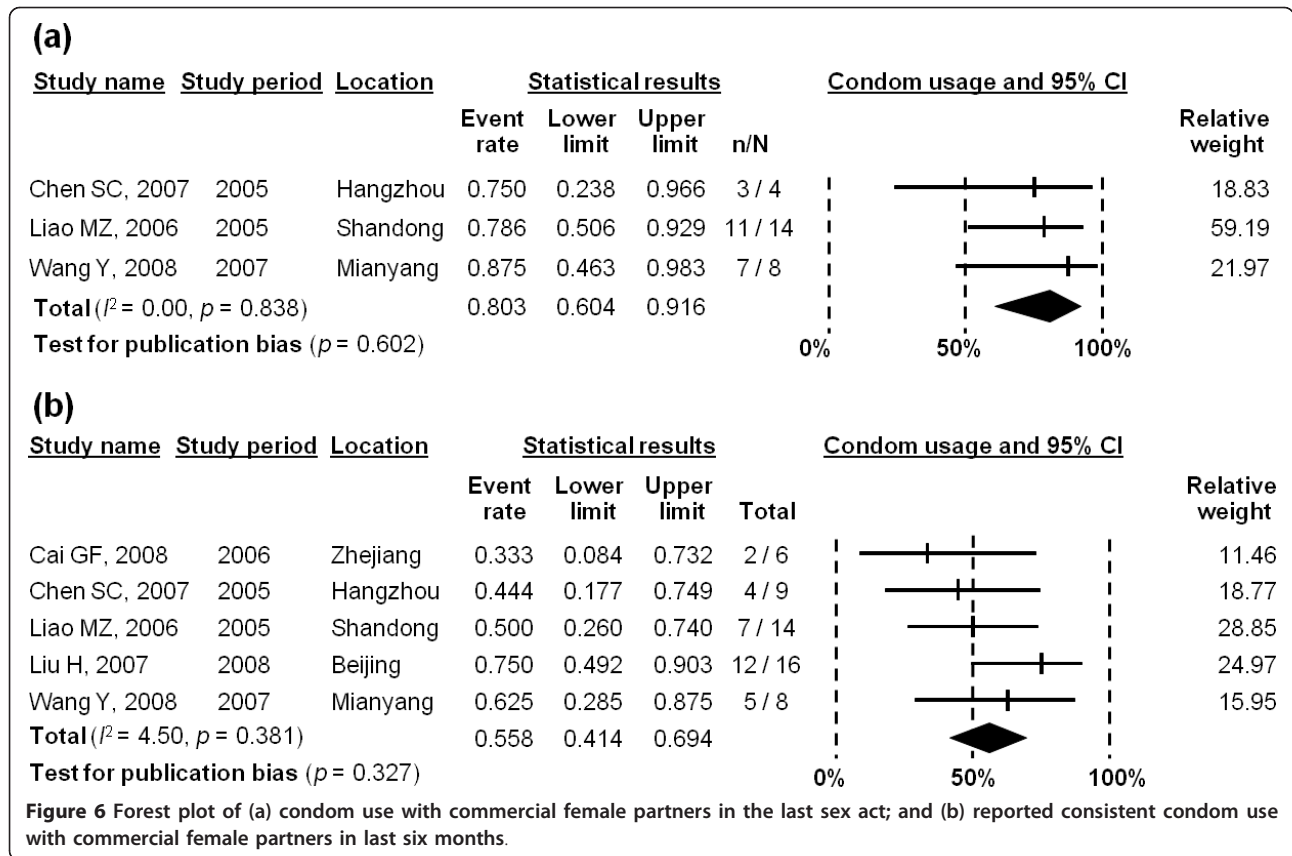 (a)
Study name Study period Location Statistical results Condom usage and 95% CI
Event rate Lower limit Upper limit n/N Relative weight
Chen SC, 2007 2005 Hangzhou 0.750 0.238 0.966 3 / 4 18.83
Liao MZ, 2006 2005 Shandong 0.786 0.506 0.929 11 / 14 59.19
Wang Y, 2008 2007 Mianyang 0.875 0.463 0.983 7 / 8 21.97
Total (I² = 0.00, p = 0.838) 0.803 0.604 0.916
Test for publication bias (p = 0.602) 0% 50% 100%
(b)
Study name Study period Location Statistical results Condom usage and 95% CI
Event rate Lower limit Upper limit Total Relative weight
Cai GF, 2008 2006 Zhejiang 0.333 0.084 0.732 2 / 6 11.46
Chen SC, 2007 2005 Hangzhou 0.444 0.177 0.749 4 / 9 18.77
Liao MZ, 2006 2005 Shandong 0.500 0.260 0.740 7 / 14 28.85
Liu H, 2007 2008 Beijing 0.750 0.492 0.903 12 / 16 24.97
Wang Y, 2008 2007 Mianyang 0.625 0.285 0.875 5 / 8 15.95
Total (I² = 4.50, p = 0.381) 0.558 0.414 0.694
Test for publication bias (p = 0.327) 0% 50% 100%
Figure 6 Forest plot of (a) condom use with commercial female partners in the last sex act; and (b) reported consistent condom use
with commercial female partners in last six months.